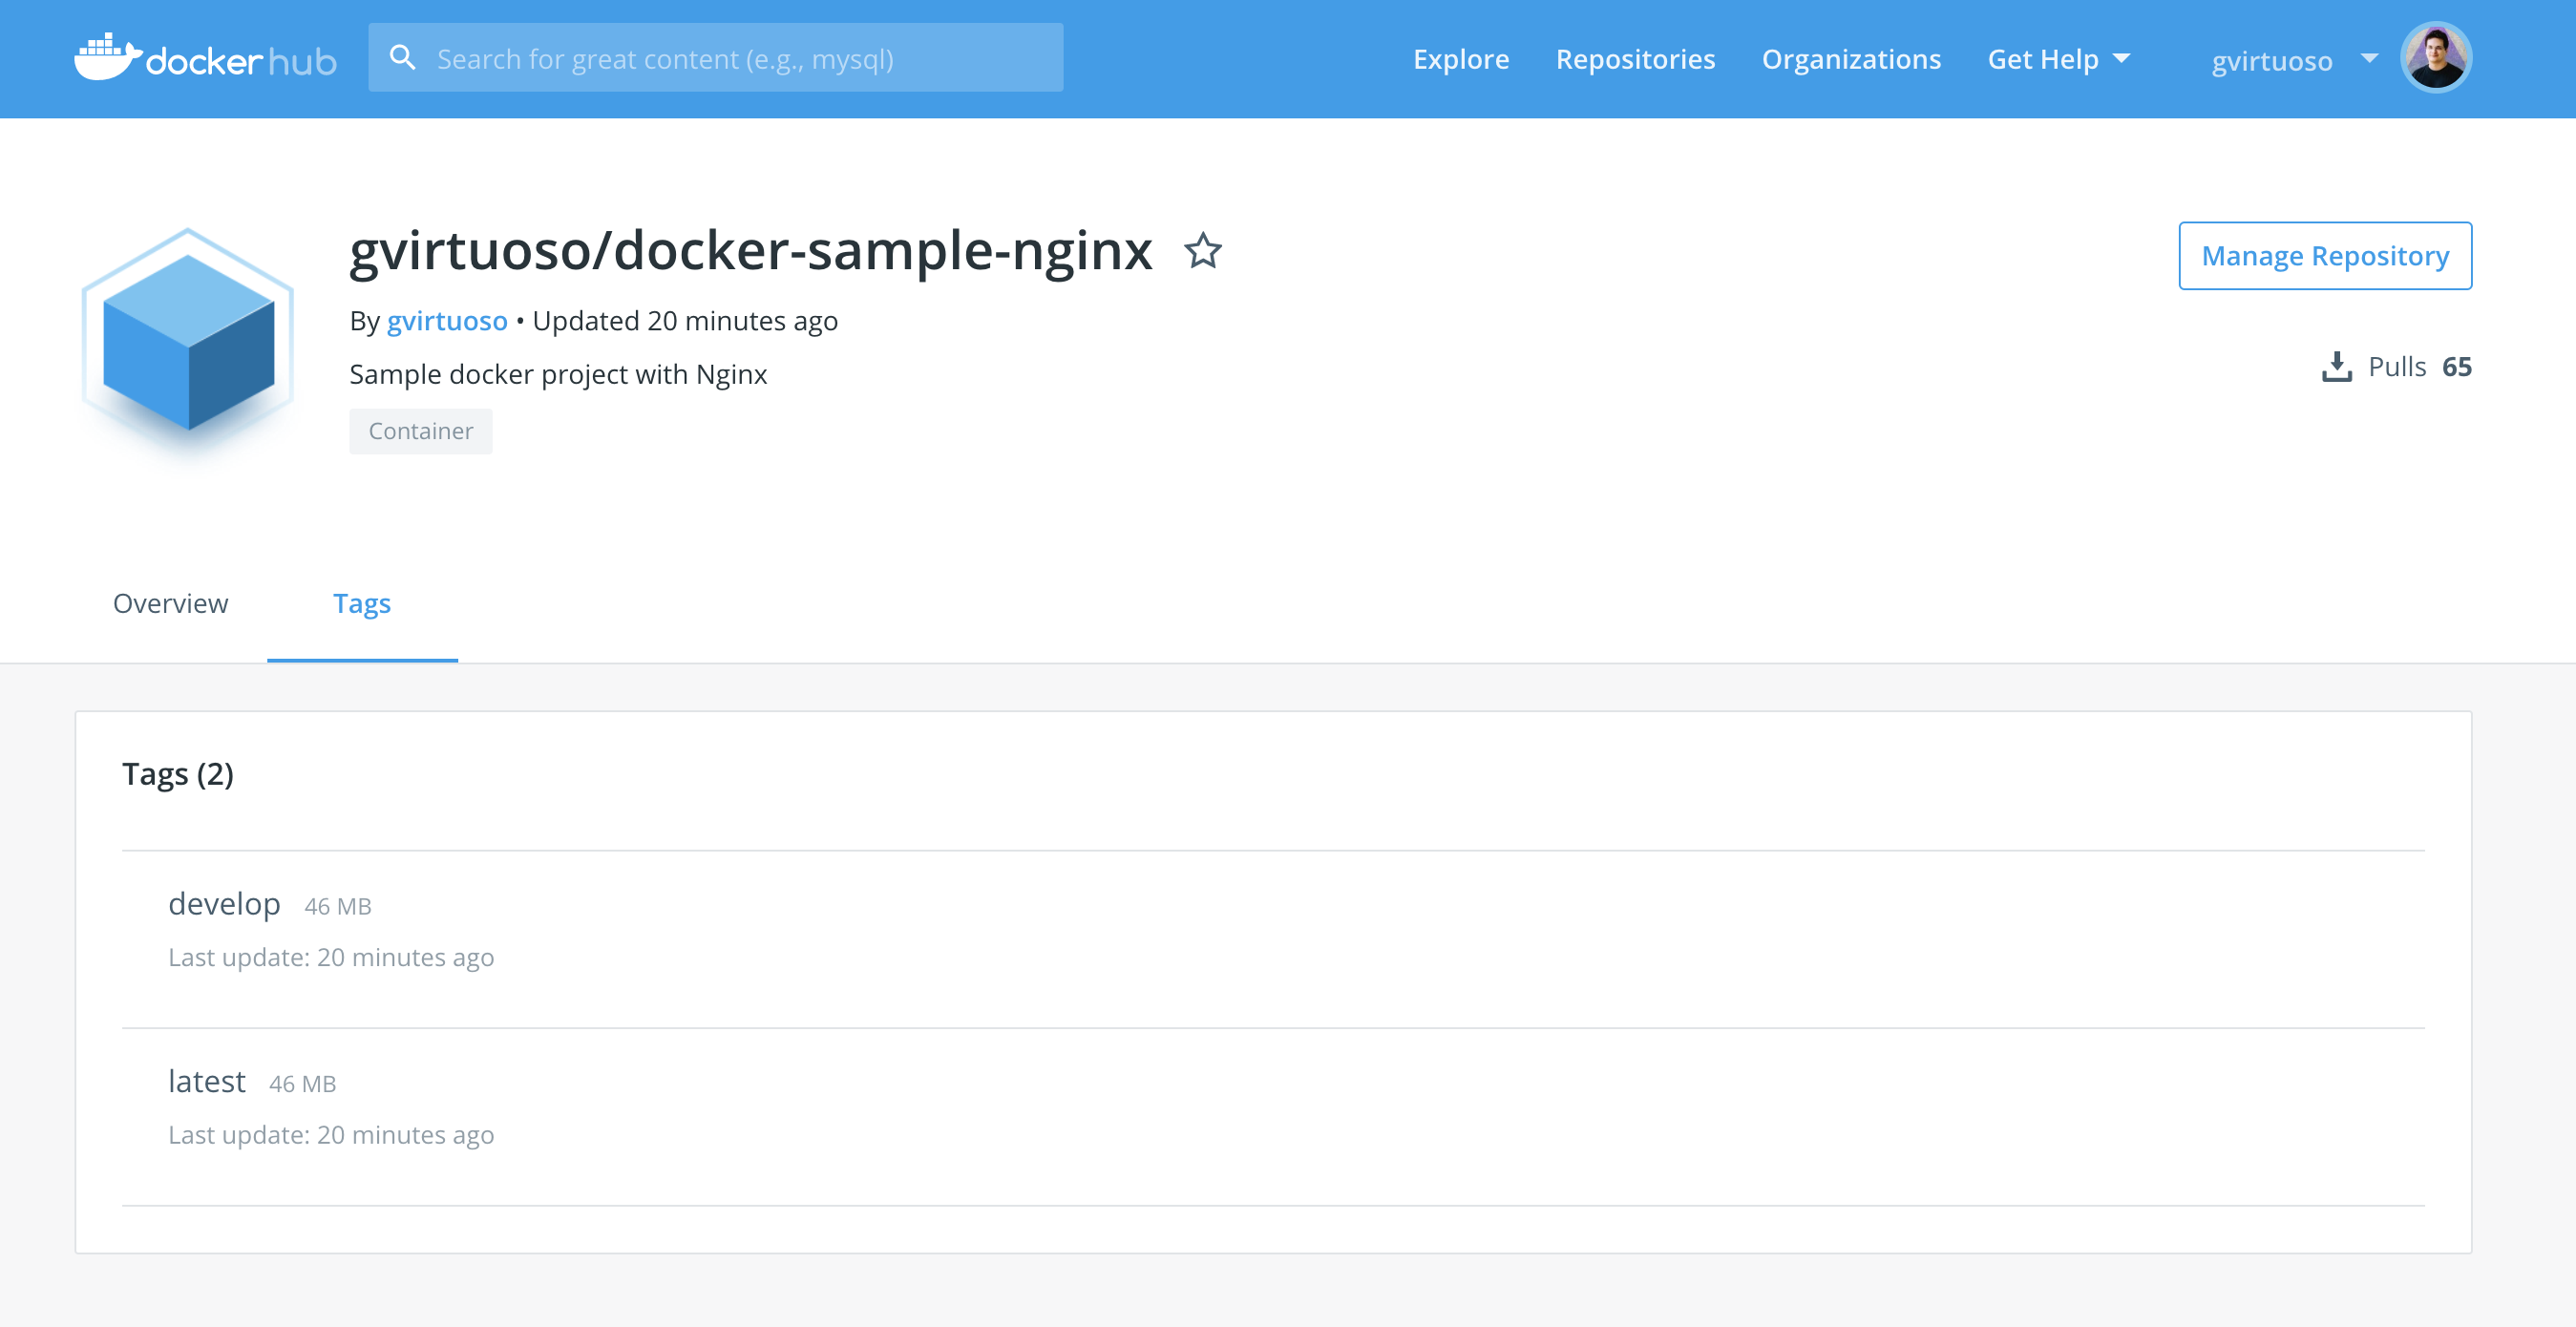 dockerhub
Search for great content (e.g., mysql)
Explore
Repositories
Organizations
Get Help
gvirtuoso
gvirtuoso/docker-sample-nginx
Manage Repository
By gvirtuoso • Updated 20 minutes ago
Pulls 65
Sample docker project with Nginx
Container
Overview
Tags
Tags (2)
develop 46 MB
Last update: 20 minutes ago
latest 46 MB
Last update: 20 minutes ago